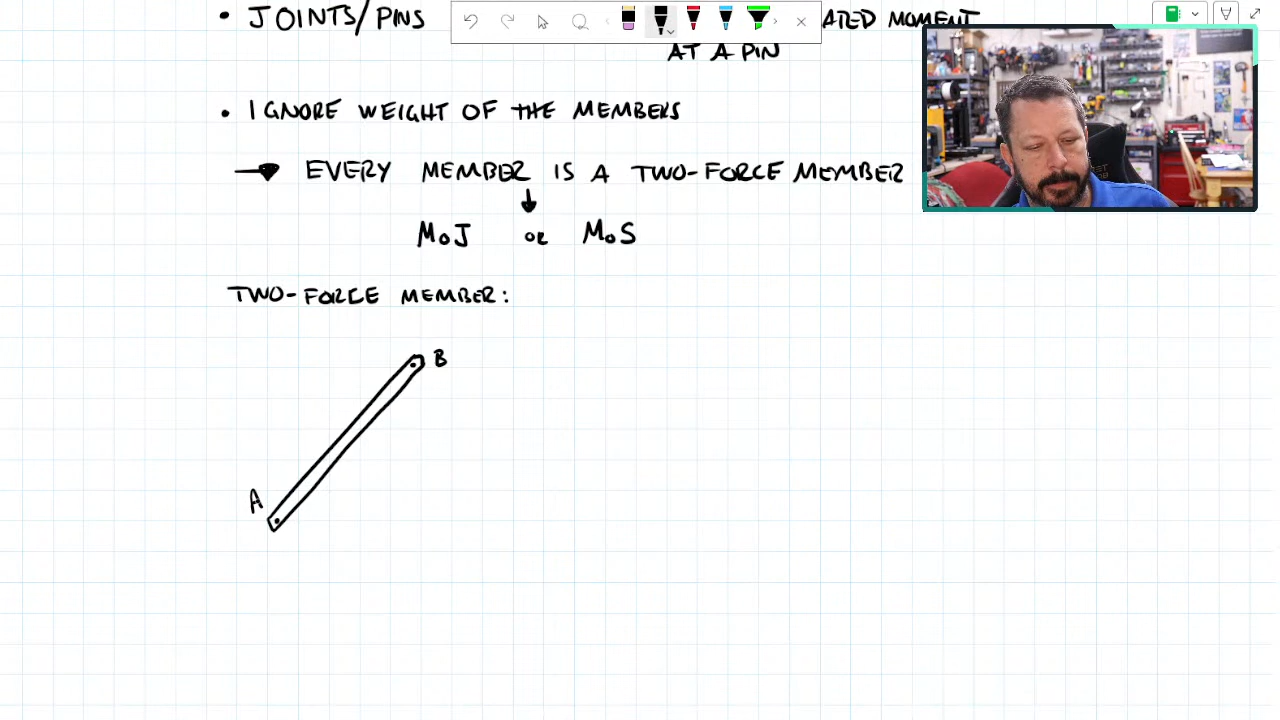 • JOINTS/PINS ATED MOMENT
AT A PIN
• IGNORE WEIGHT OF THE MEMBERS
→ EVERY MEMBER IS A TWO-FORCE MEMBER
↓
MoJ or MoS
TWO-FORCE MEMBER:
B
A